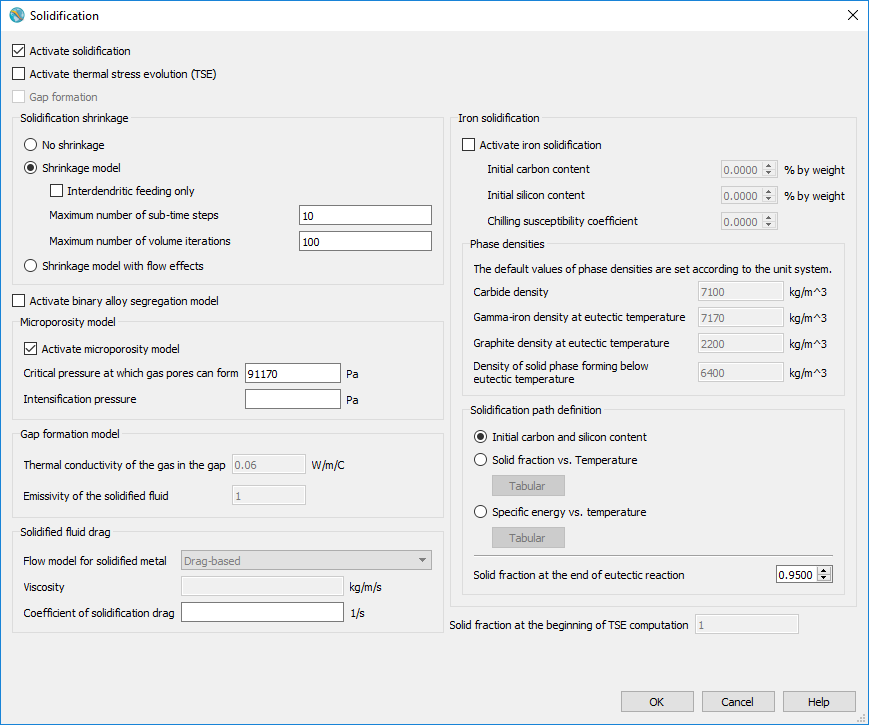 Solidification
Activate solidification
Activate thermal stress evolution (TSE)
Gap formation
Solidification shrinkage
No shrinkage
Shrinkage model
Interdendritic feeding only
Maximum number of sub-time steps 10
Maximum number of volume iterations 100
Shrinkage model with flow effects
Activate binary alloy segregation model
Microporosity model
Activate microporosity model
Critical pressure at which gas pores can form 91170 Pa
Intensification pressure Pa
Gap formation model
Thermal conductivity of the gas in the gap 0.06 W/m/C
Emissivity of the solidified fluid 1
Solidified fluid drag
Flow model for solidified metal Drag-based
Viscosity kg/m/s
Coefficient of solidification drag 1/s
Iron solidification
Activate iron solidification
Initial carbon content 0.0000 % by weight
Initial silicon content 0.0000 % by weight
Chilling susceptibility coefficient 0.0000
Phase densities
The default values of phase densities are set according to the unit system.
Carbide density 7100 kg/m^3
Gamma-iron density at eutectic temperature 7170 kg/m^3
Graphite density at eutectic temperature 2200 kg/m^3
Density of solid phase forming below
eutectic temperature 6400 kg/m^3
Solidification path definition
Initial carbon and silicon content
Solid fraction vs. Temperature
Tabular
Specific energy vs. temperature
Tabular
Solid fraction at the end of eutectic reaction 0.9500
Solid fraction at the beginning of TSE computation 1
OK Cancel Help